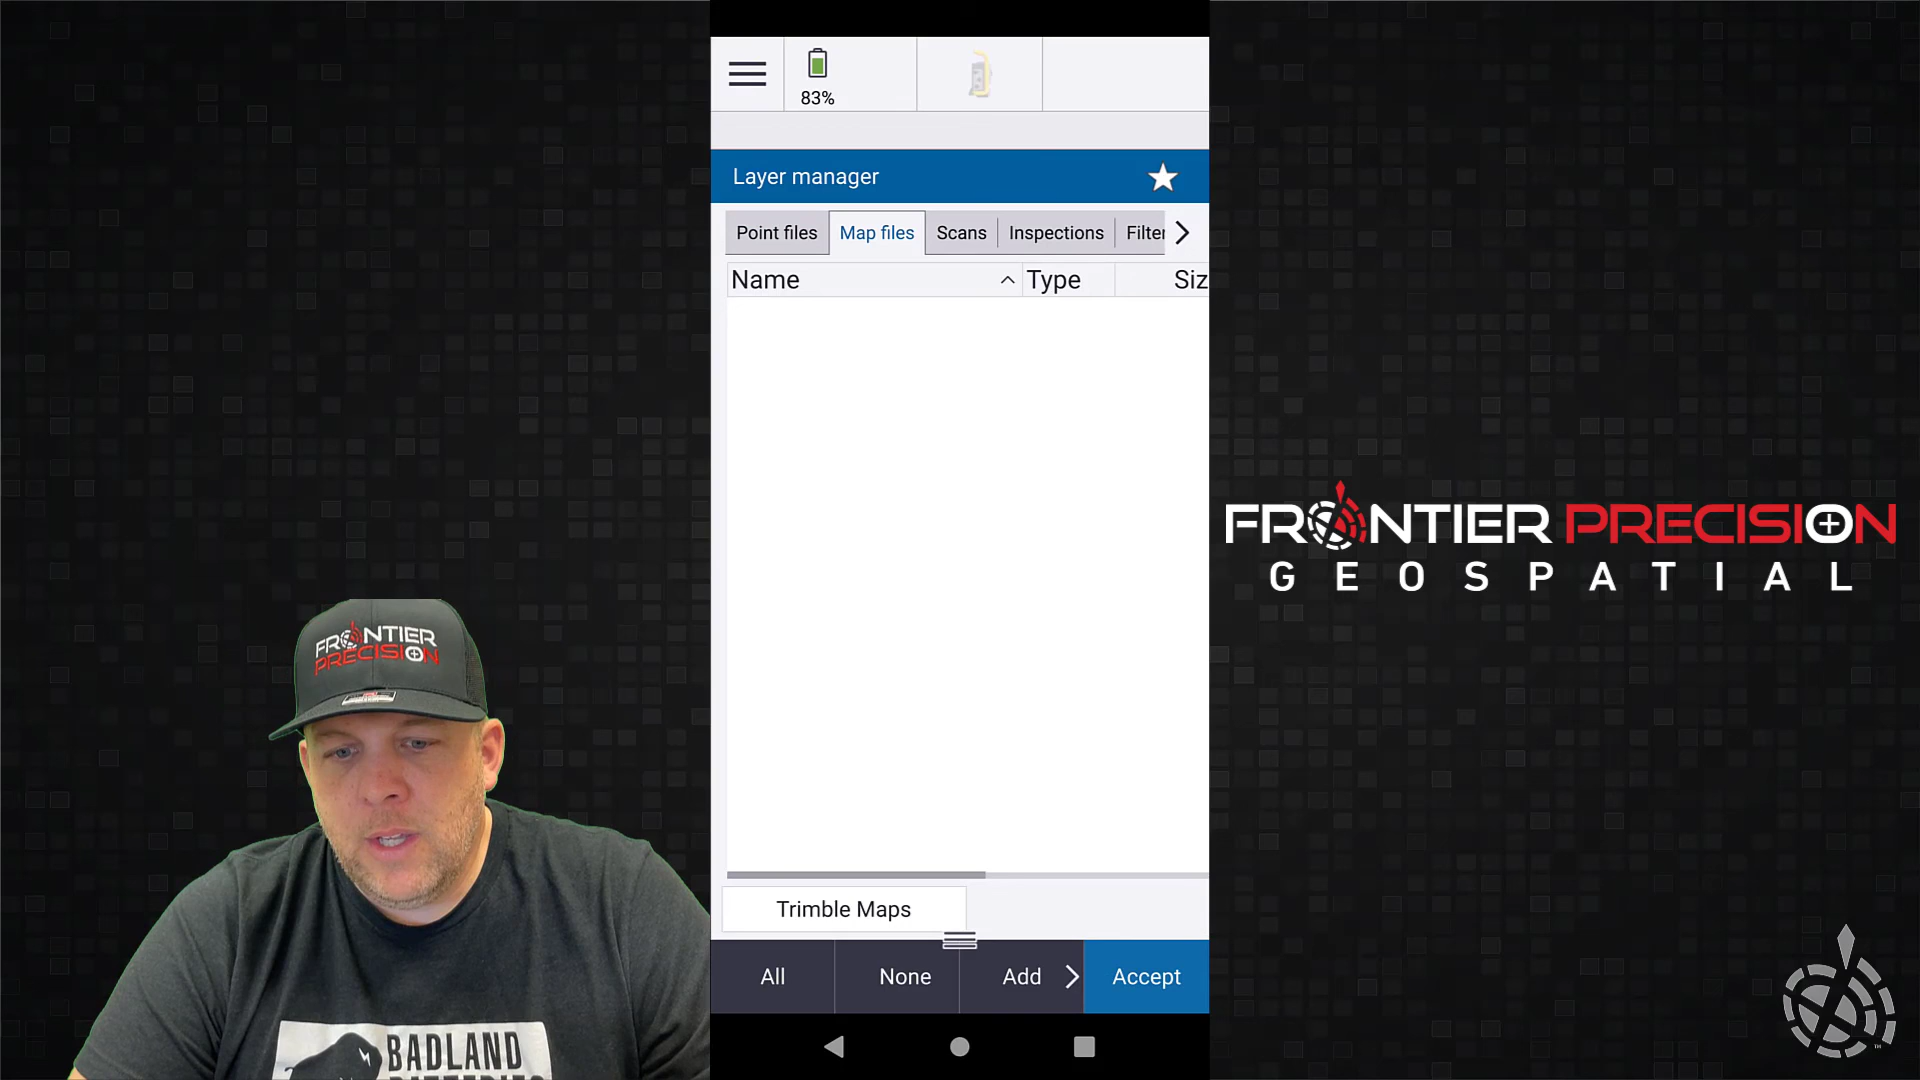 83%
Layer manager
Point files
Map files
Scans
Inspections
Filter
Name
Type
Siz
Trimble Maps
All
None
Add
Accept
FRONTIER PRECISION
GEOSPATIAL
FRONTIER
PRECISION
BADLAND